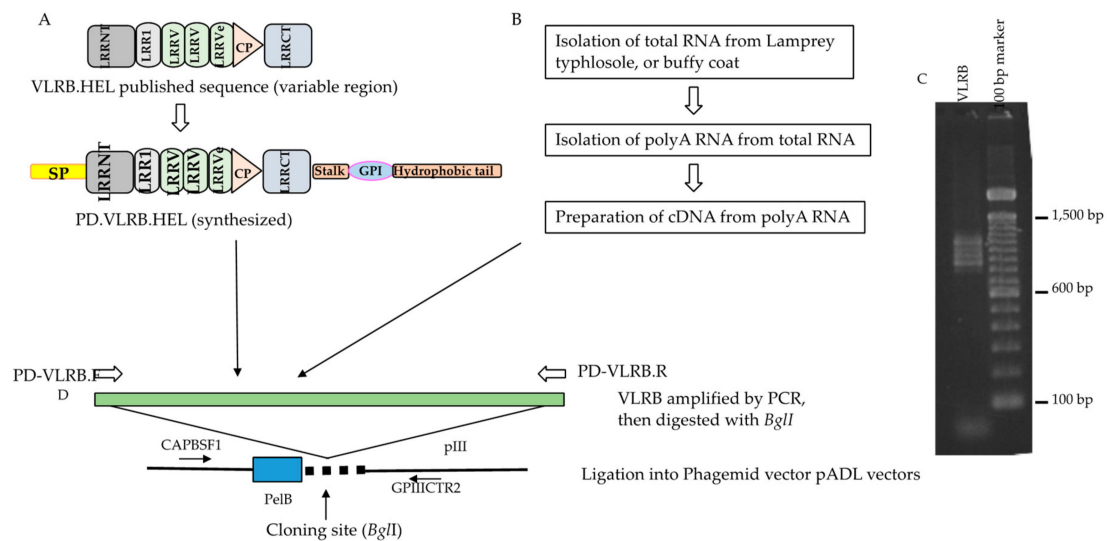 A
LRRNT
LRR1
LRRV
LRRV
LRRVe
CP
LRRCT
VLRB.HEL published sequence (variable region)
SP
LRRNT
LRR1
LRRV
LRRV
LRRVe
CP
LRRCT
Stalk
GPI
Hydrophobic tail
PD.VLRB.HEL (synthesized)
B
Isolation of total RNA from Lamprey
typhlosole, or buffy coat
Isolation of polyA RNA from total RNA
Preparation of cDNA from polyA RNA
C
VLRB
100 bp marker
1,500 bp
600 bp
100 bp
PD-VLRB.F
PD-VLRB.R
D
VLRB amplified by PCR,
then digested with BglI
CAPBSF1
pIII
PelB
GPIIICTR2
Cloning site (BglI)
Ligation into Phagemid vector pADL vectors